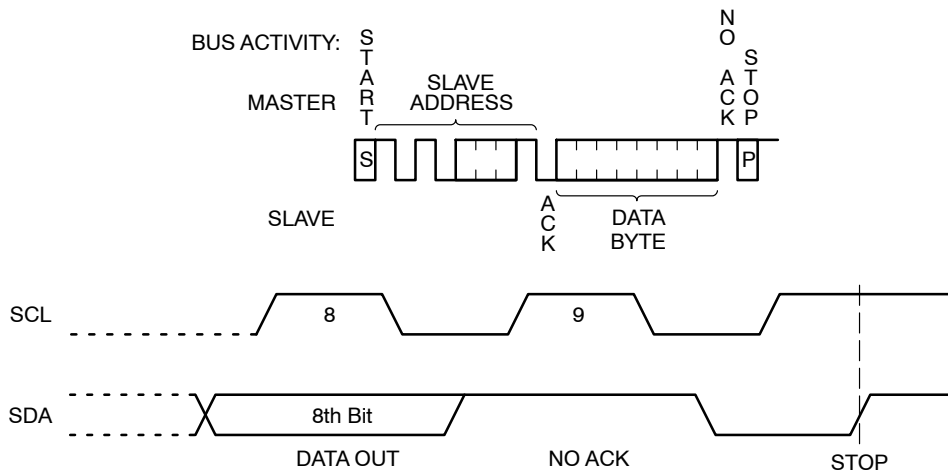 BUS ACTIVITY:
MASTER
START
SLAVE
ADDRESS
NO ACK
STOP
S
P
SLAVE
ACK
DATA
BYTE
SCL
8
9
SDA
8th Bit
DATA OUT
NO ACK
STOP